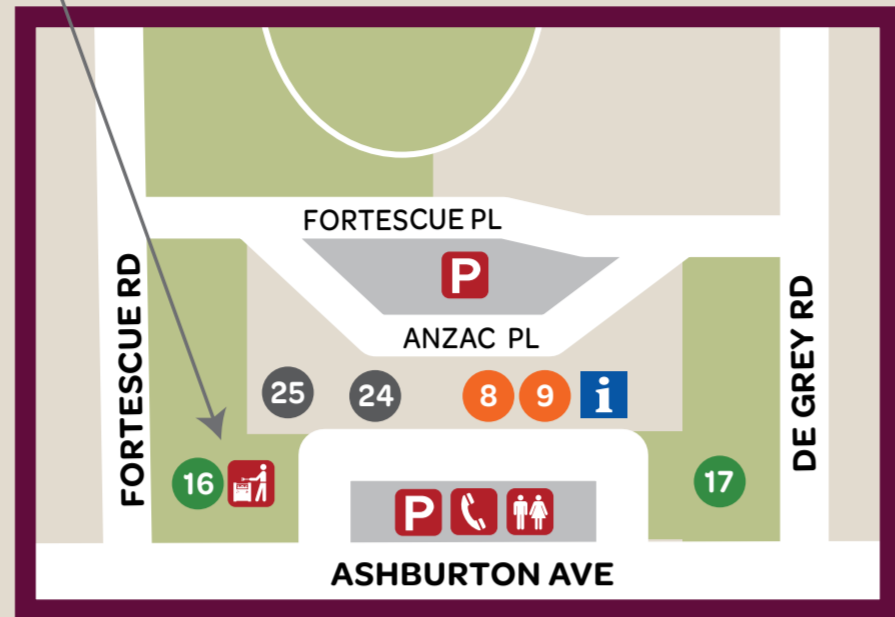 FORTESCUE PL
P
FORTESCUE RD
ANZAC PL
DE GREY RD
25
24
8
9
i
16
17
P
ASHBURTON AVE